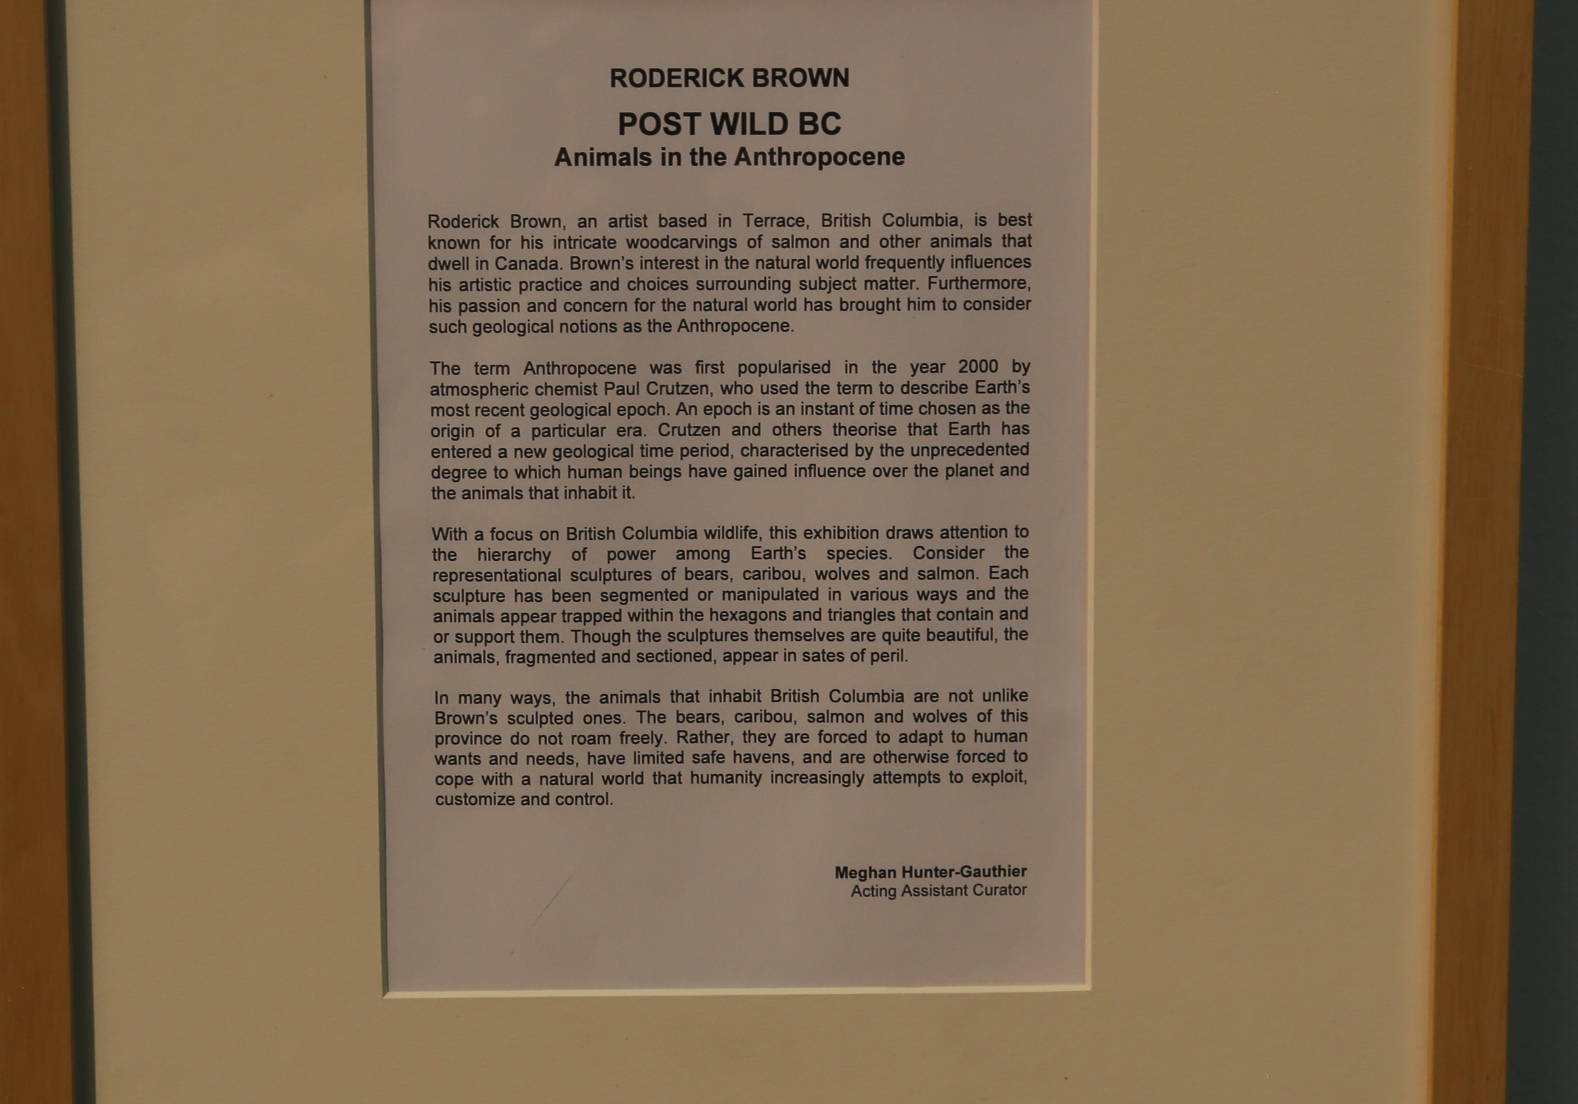 RODERICK BROWN
POST WILD BC
Animals in the Anthropocene
Roderick Brown, an artist based in Terrace, British Columbia, is best
known for his intricate woodcarvings of salmon and other animals that
dwell in Canada. Brown's interest in the natural world frequently influences
his artistic practice and choices surrounding subject matter. Furthermore,
his passion and concern for the natural world has brought him to consider
such geological notions as the Anthropocene.
The term Anthropocene was first popularised in the year 2000 by
atmospheric chemist Paul Crutzen, who used the term to describe Earth's
most recent geological epoch. An epoch is an instant of time chosen as the
origin of a particular era. Crutzen and others theorise that Earth has
entered a new geological time period, characterised by the unprecedented
degree to which human beings have gained influence over the planet and
the animals that inhabit it.
With a focus on British Columbia wildlife, this exhibition draws attention to
the hierarchy of power among Earth's species. Consider the
representational sculptures of bears, caribou, wolves and salmon. Each
sculpture has been segmented or manipulated in various ways and the
animals appear trapped within the hexagons and triangles that contain and
or support them. Though the sculptures themselves are quite beautiful, the
animals, fragmented and sectioned, appear in sates of peril.
In many ways, the animals that inhabit British Columbia are not unlike
Brown's sculpted ones. The bears, caribou, salmon and wolves of this
province do not roam freely. Rather, they are forced to adapt to human
wants and needs, have limited safe havens, and are otherwise forced to
cope with a natural world that humanity increasingly attempts to exploit,
customize and control.
Meghan Hunter-Gauthier
Acting Assistant Curator